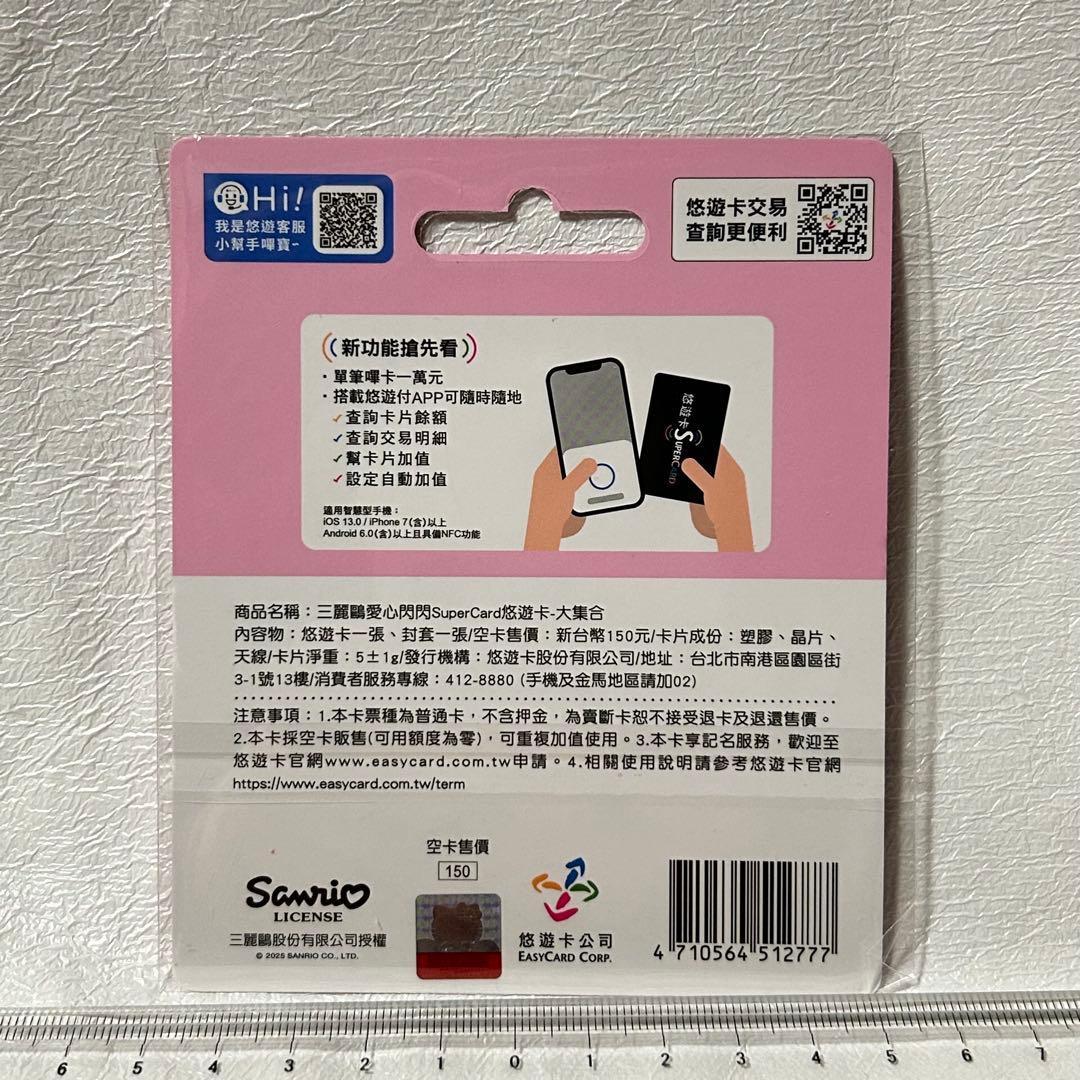 Hi!
我是悠遊客服
小幫手嗶寶~
悠遊卡交易
查詢更便利
新功能搶先看
・單筆嗶卡一萬元
・搭載悠遊付APP可隨時隨地
✓查詢卡片餘額
✓查詢交易明細
✓幫卡片加值
✓設定自動加值
適用智慧型手機：
iOS 13.0 / iPhone 7(含)以上
Android 6.0(含)以上且具備NFC功能
悠遊卡SUPERCARD
商品名稱：三麗鷗愛心閃閃SuperCard悠遊卡-大集合
內容物：悠遊卡一張、封套一張/空卡售價：新台幣150元/卡片成份：塑膠、晶片、
天線/卡片淨重：5±1g/發行機構：悠遊卡股份有限公司/地址：台北市南港區園區街
3-1號13樓/消費者服務專線：412-8880 (手機及金馬地區請加02)
注意事項：1.本卡票種為普通卡，不含押金，為賣斷卡恕不接受退卡及退還售價。
2.本卡採空卡販售(可用額度為零)，可重複加值使用。3.本卡享記名服務，歡迎至
悠遊卡官網www.easycard.com.tw申請。4.相關使用說明請參考悠遊卡官網
https://www.easycard.com.tw/term
空卡售價
150
Sanrio
LICENSE
三麗鷗股份有限公司授權
© 2025 SANRIO CO., LTD.
悠遊卡公司
EASYCARD CORP.
4 710564 512777
6 5 4 3 2 1 0 1 2 3 4 5 6 7